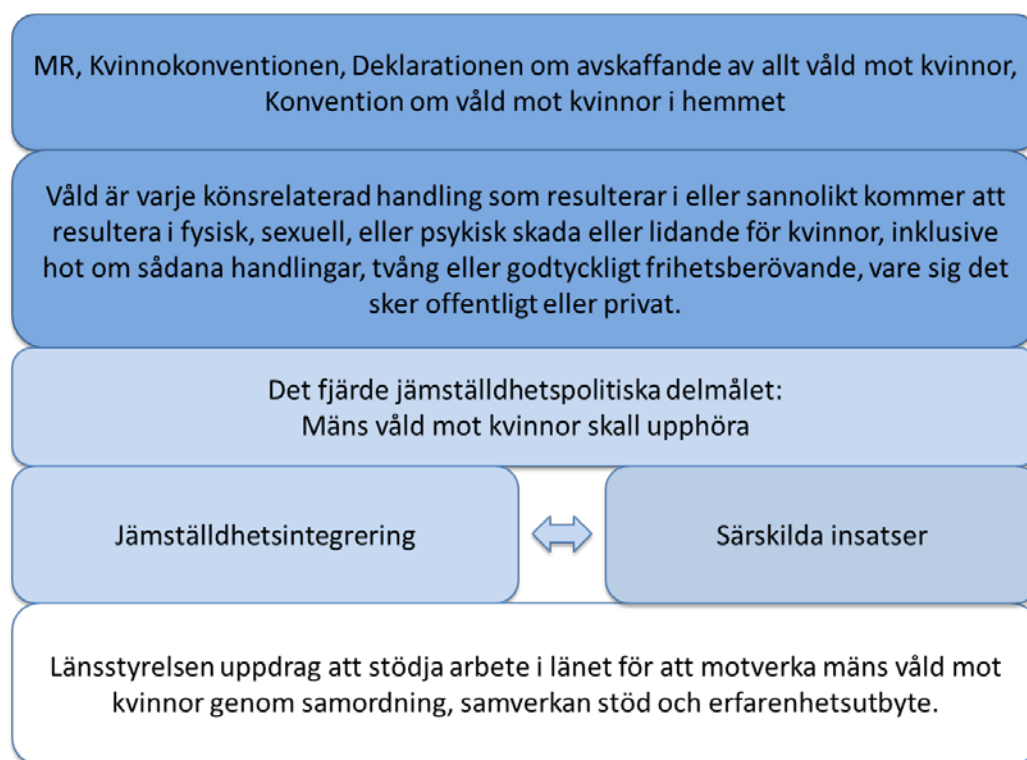 MR, Kvinnokonventionen, Deklarationen om avskaffande av allt våld mot kvinnor,
Konvention om våld mot kvinnor i hemmet
Våld är varje könsrelaterad handling som resulterar i eller sannolikt kommer att
resultera i fysisk, sexuell, eller psykisk skada eller lidande för kvinnor, inklusive
hot om sådana handlingar, tvång eller godtyckligt frihetsberövande, vare sig det
sker offentligt eller privat.
Det fjärde jämställdhetspolitiska delmålet:
Mäns våld mot kvinnor skall upphöra
Jämställdhetsintegrering
Särskilda insatser
Länsstyrelsen uppdrag att stödja arbete i länet för att motverka mäns våld mot
kvinnor genom samordning, samverkan stöd och erfarenhetsutbyte.